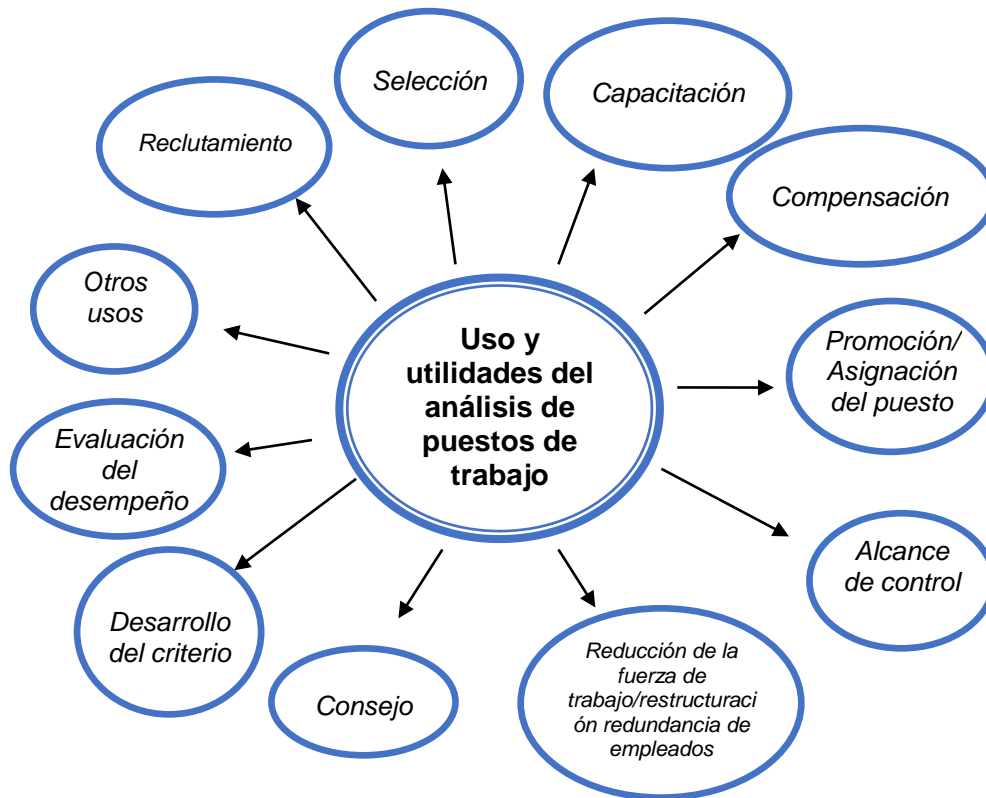 Selección
Capacitación
Reclutamiento
Compensación
Otros
usos
Uso y
utilidades del
análisis de
puestos de
trabajo
Promoción/
Asignación
del puesto
Evaluación
del
desempeño
Alcance
de control
Desarrollo
del criterio
Consejo
Reducción de la
fuerza de
trabajo/restructuraci
ón redundancia de
empleados